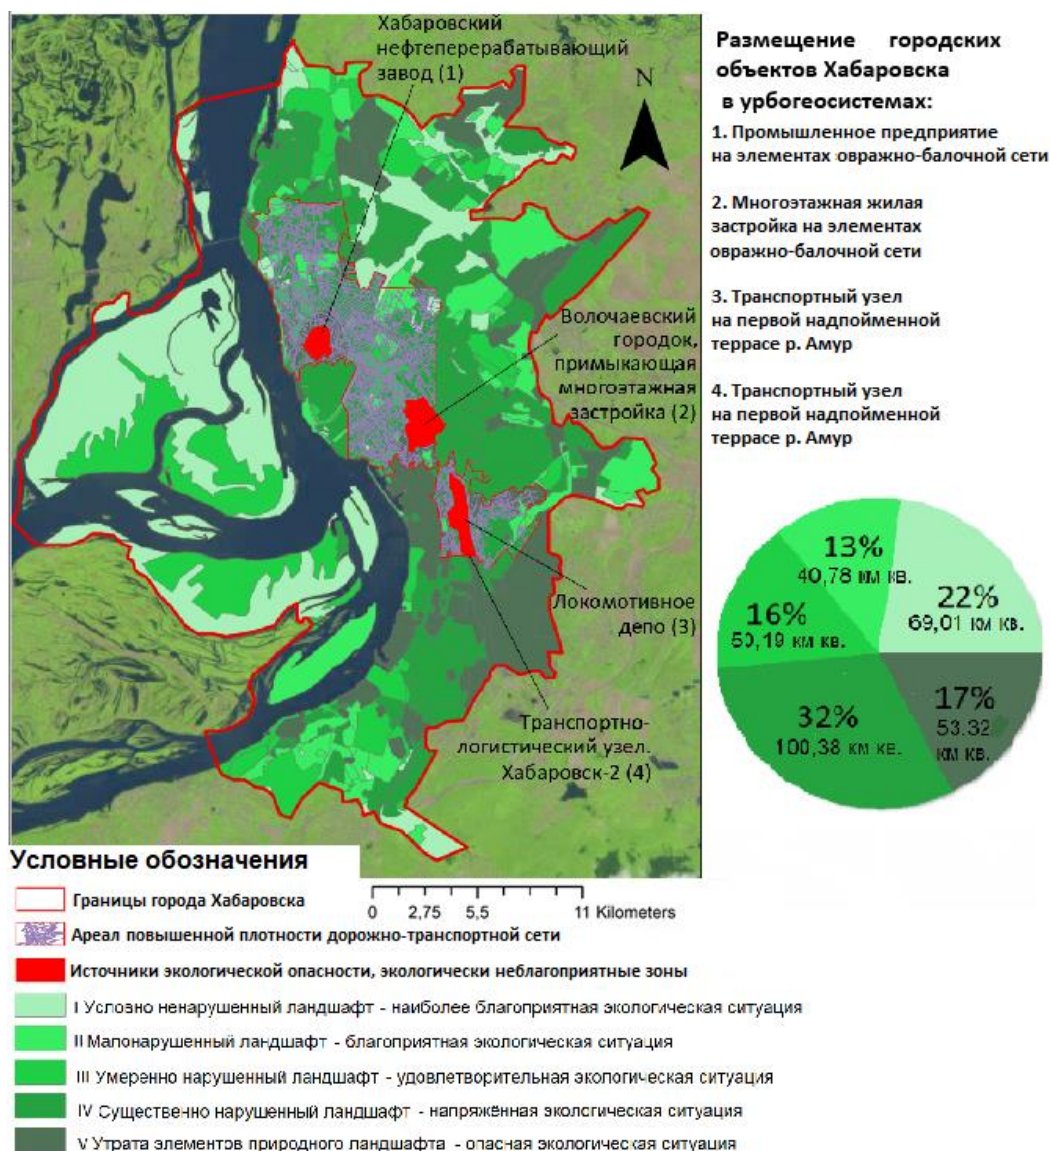 Хабаровский
нефтеперерабатывающий
завод (1)
N
Волочаевский
городок,
примыкающая
многоэтажная
застройка (2)
Локомотивное
депо (3)
Транспортно-
логистический узел.
Хабаровск-2 (4)
Размещение городских
объектов Хабаровска
в урбогеосистемах:
1. Промышленное предприятие
на элементах овражно-балочной сети
2. Многоэтажная жилая
застройка на элементах
овражно-балочной сети
3. Транспортный узел
на первой надпойменной
террасе р. Амур
4. Транспортный узел
на первой надпойменной
террасе р. Амур
13%
40,78 км кв.
22%
69,01 км кв.
16%
50,19 км кв.
32%
100,38 км кв.
17%
53.32
км кв.
Условные обозначения
Границы города Хабаровска
0 2,75 5,5 11 Kilometers
Ареал повышенной плотности дорожно-транспортной сети
Источники экологической опасности, экологически неблагоприятные зоны
I Условно ненарушенный ландшафт - наиболее благоприятная экологическая ситуация
II Малонарушенный ландшафт - благоприятная экологическая ситуация
III Умеренно нарушенный ландшафт - удовлетворительная экологическая ситуация
IV Существенно нарушенный ландшафт - напряжённая экологическая ситуация
V Утрата элементов природного ландшафта - опасная экологическая ситуация